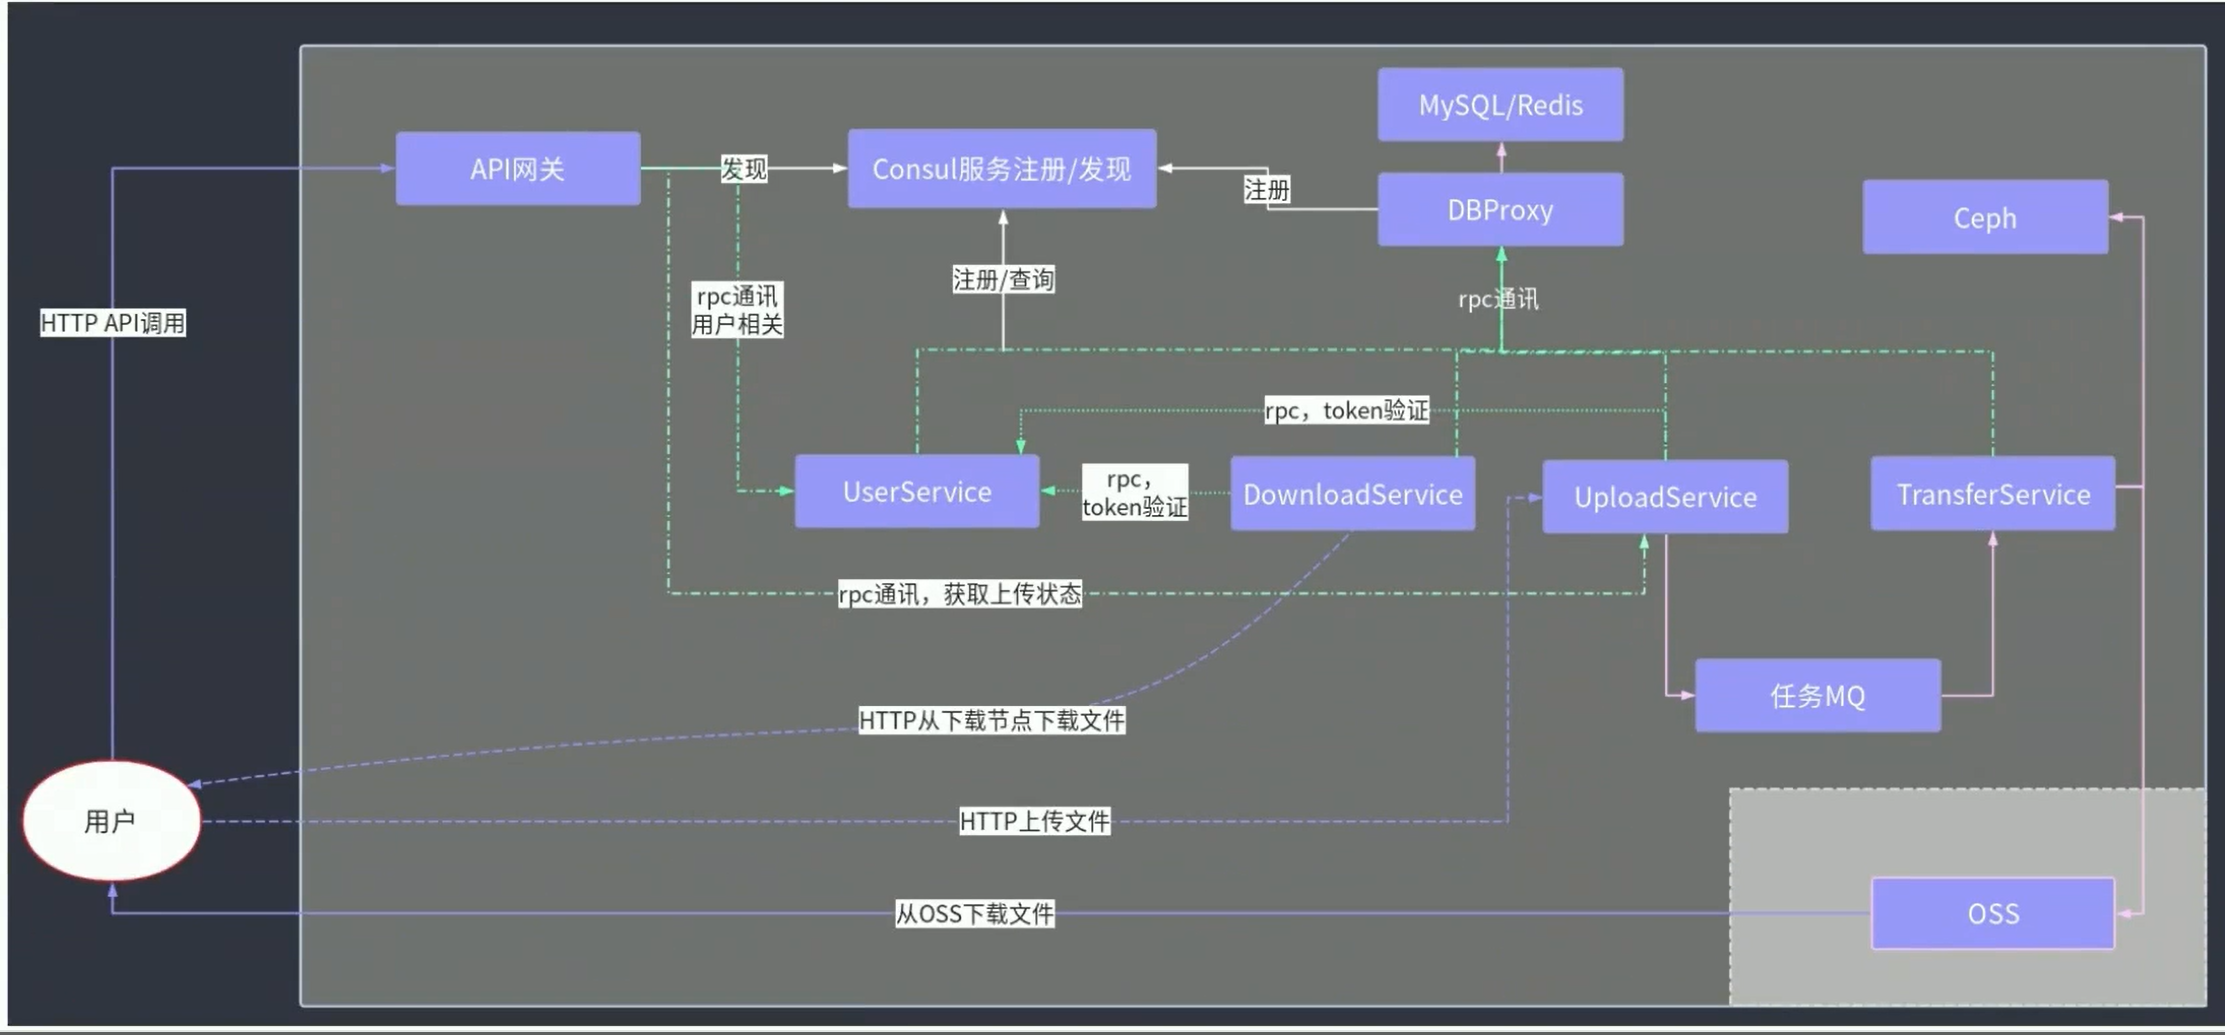 MySQL/Redis
API网关
发现
Consul服务注册/发现
注册
DBProxy
Ceph
注册/查询
rpc通讯
用户相关
rpc通讯
HTTP API调用
rpc，token验证
UserService
rpc，
token验证
DownloadService
UploadService
TransferService
rpc通讯，获取上传状态
任务MQ
HTTP从下载节点下载文件
用户
HTTP上传文件
从OSS下载文件
OSS